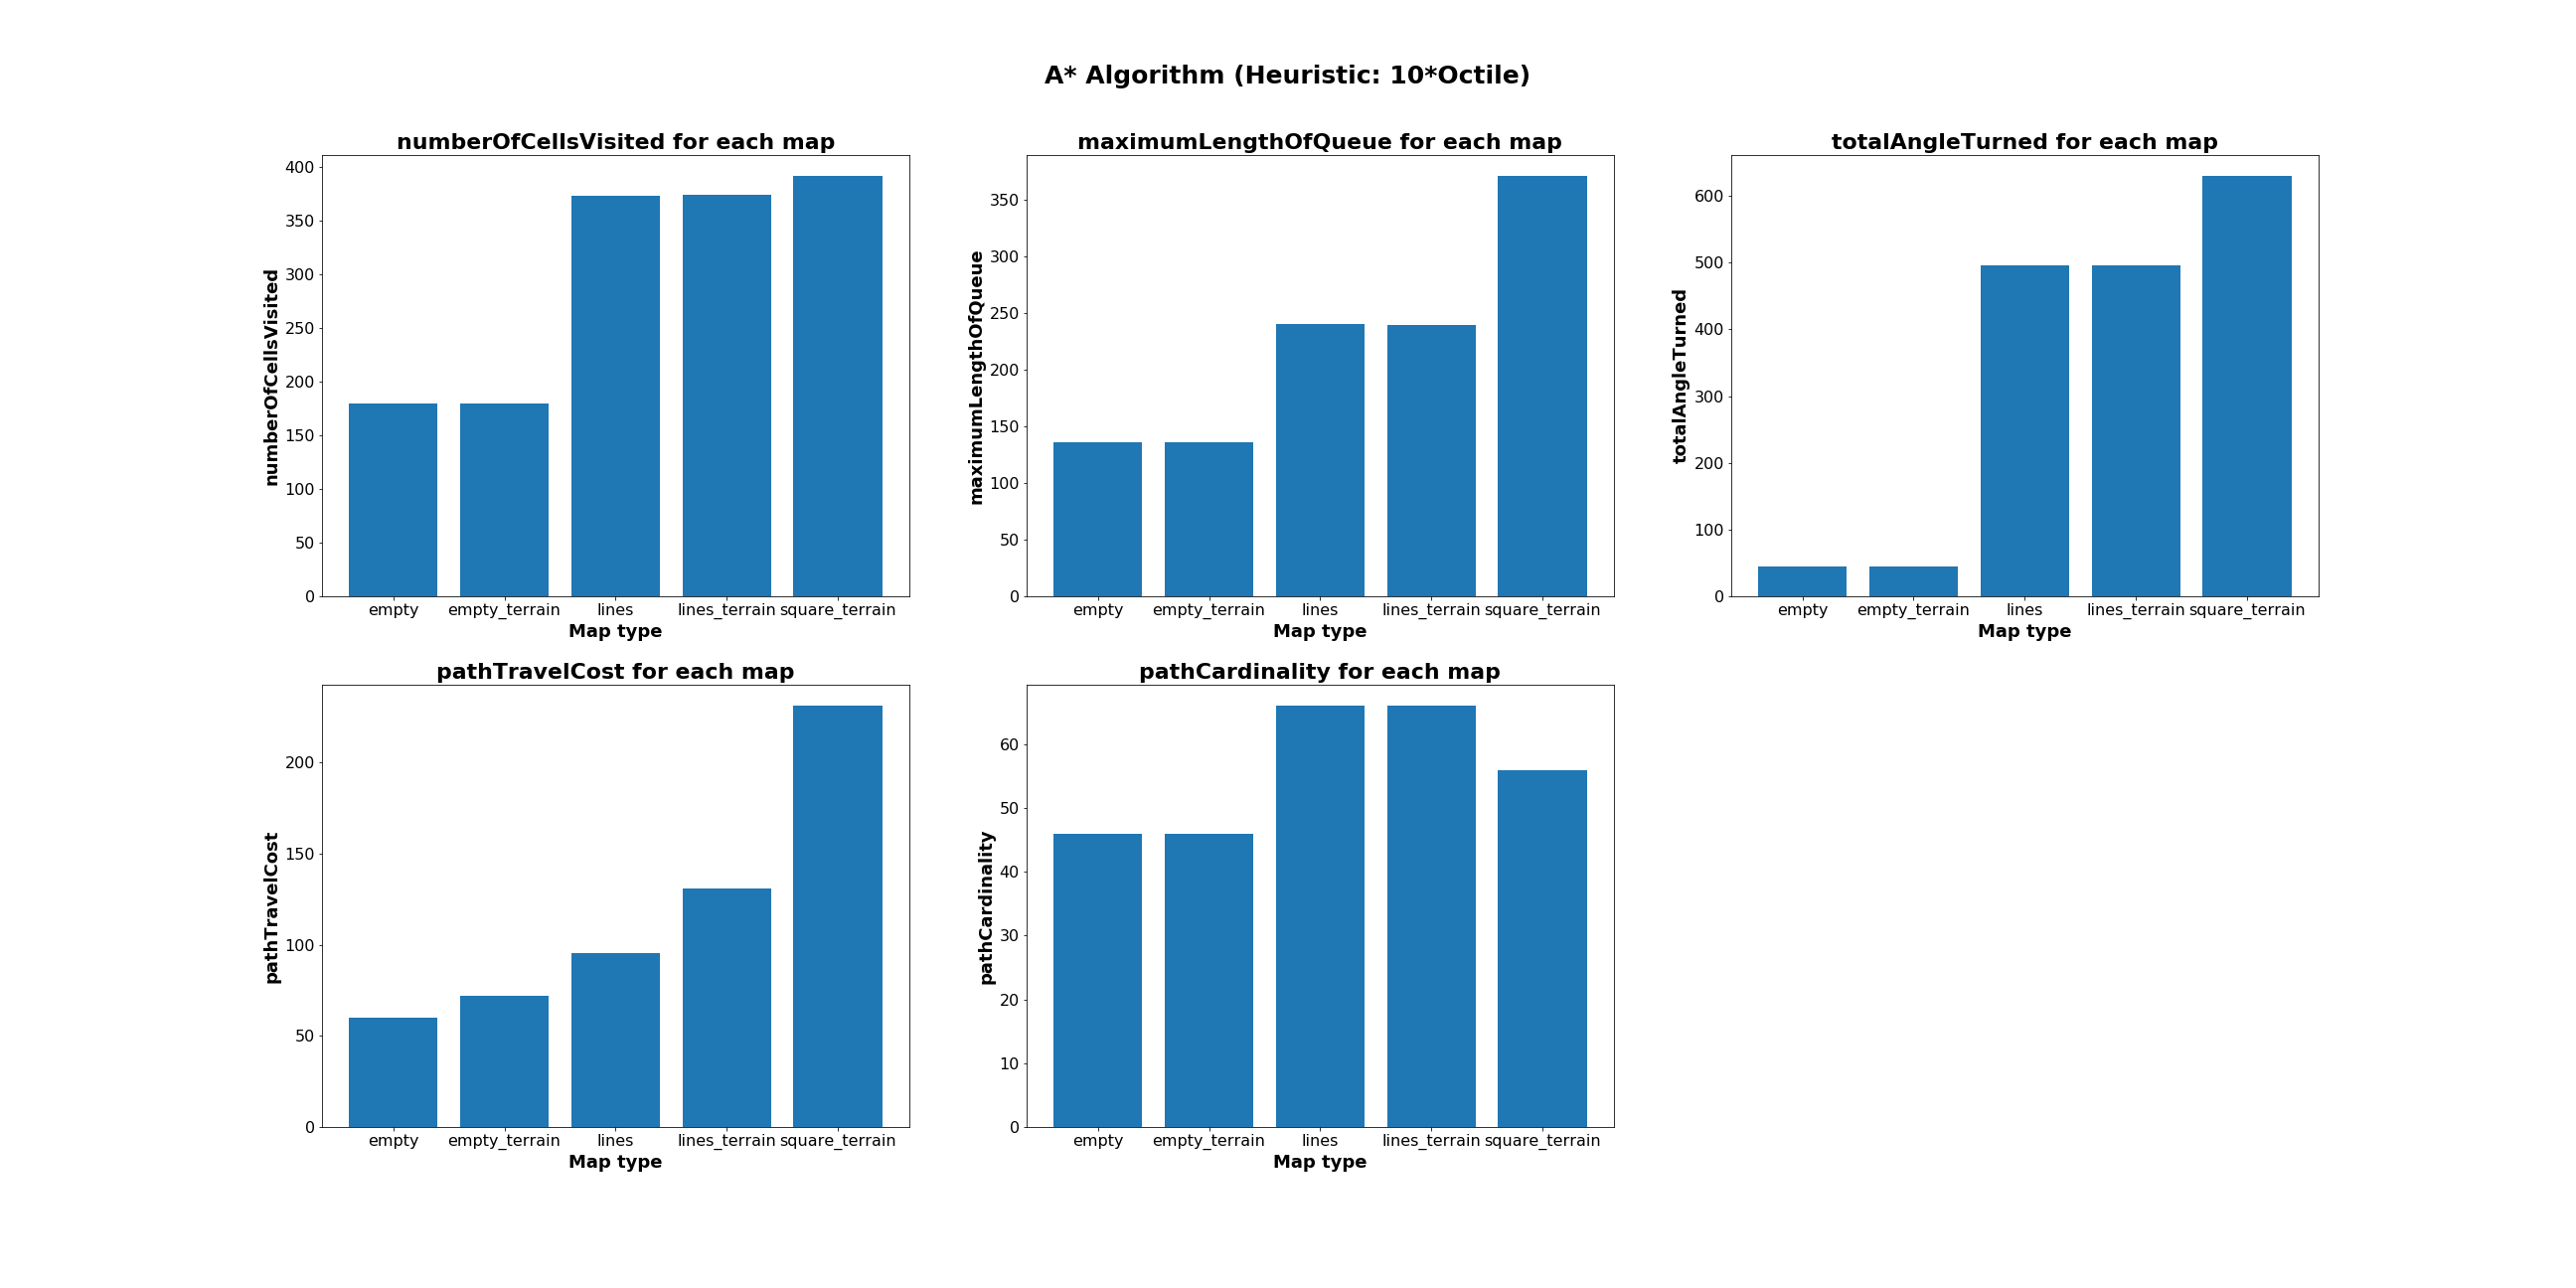 A* Algorithm (Heuristic: 10*Octile)
numberOfCellsVisited for each map
numberOfCellsVisited
400
350
300
250
200
150
100
50
0
empty empty_terrain lines lines_terrain square_terrain
Map type
maximumLengthOfQueue for each map
maximumLengthOfQueue
350
300
250
200
150
100
50
0
empty empty_terrain lines lines_terrain square_terrain
Map type
totalAngleTurned for each map
totalAngleTurned
600
500
400
300
200
100
0
empty empty_terrain lines lines_terrain square_terrain
Map type
pathTravelCost for each map
pathTravelCost
200
150
100
50
0
empty empty_terrain lines lines_terrain square_terrain
Map type
pathCardinality for each map
pathCardinality
60
50
40
30
20
10
0
empty empty_terrain lines lines_terrain square_terrain
Map type